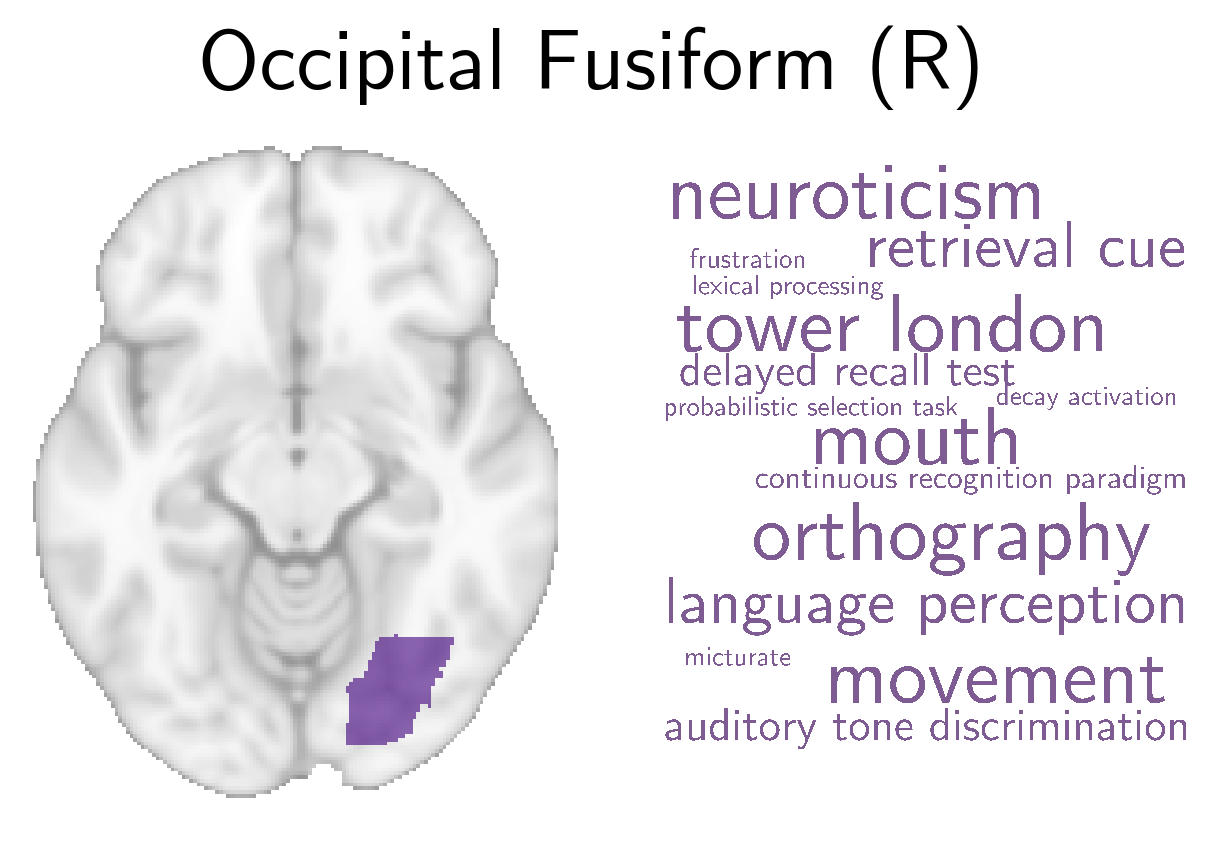 Occipital Fusiform (R)
neuroticism
retrieval cue
frustration
lexical processing
tower london
delayed recall test
decay activation
probabilistic selection task
mouth
continuous recognition paradigm
orthography
language perception
micturate
movement
auditory tone discrimination